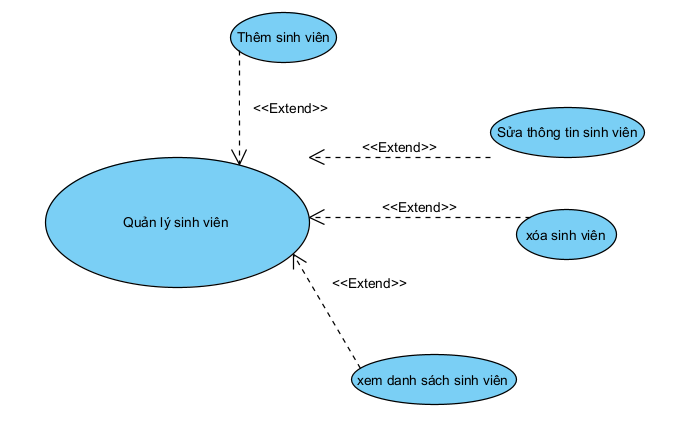 Thêm sinh viên
<<Extend>>
Sửa thông tin sinh viên
<<Extend>>
<<Extend>>
Quản lý sinh viên
xóa sinh viên
<<Extend>>
xem danh sách sinh viên